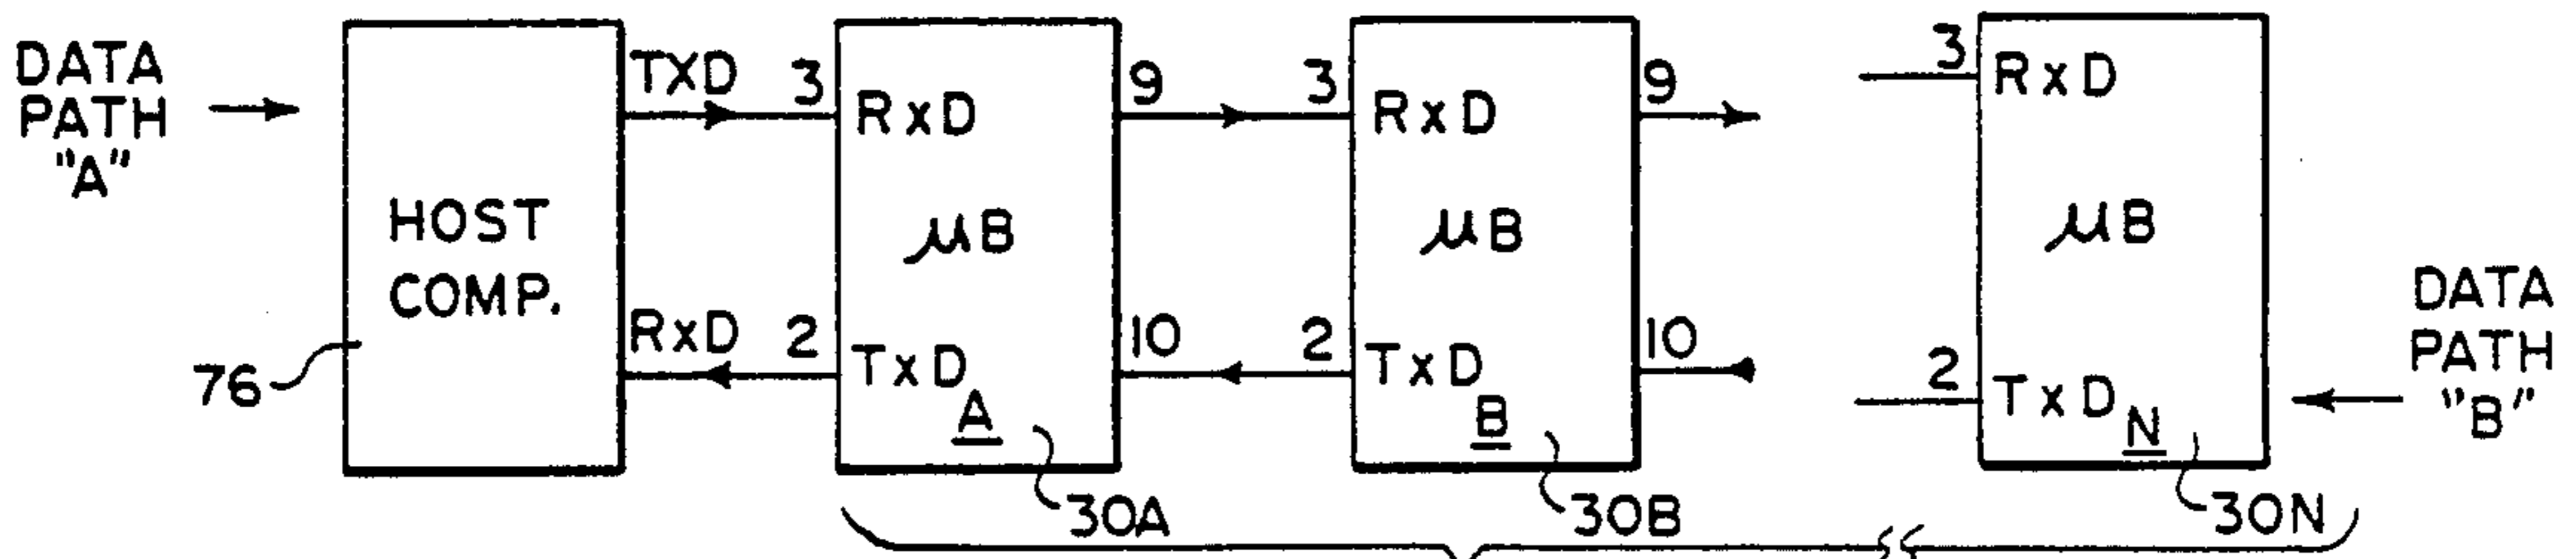 DATA
PATH
"A"
HOST
COMP.
76
TXD
RxD
3
RxD
μB
2
TxD
A
30A
9
10
3
RxD
μB
2
TxD
B
30B
9
10
3
RxD
μB
2
TxD
N
30N
DATA
PATH
"B"